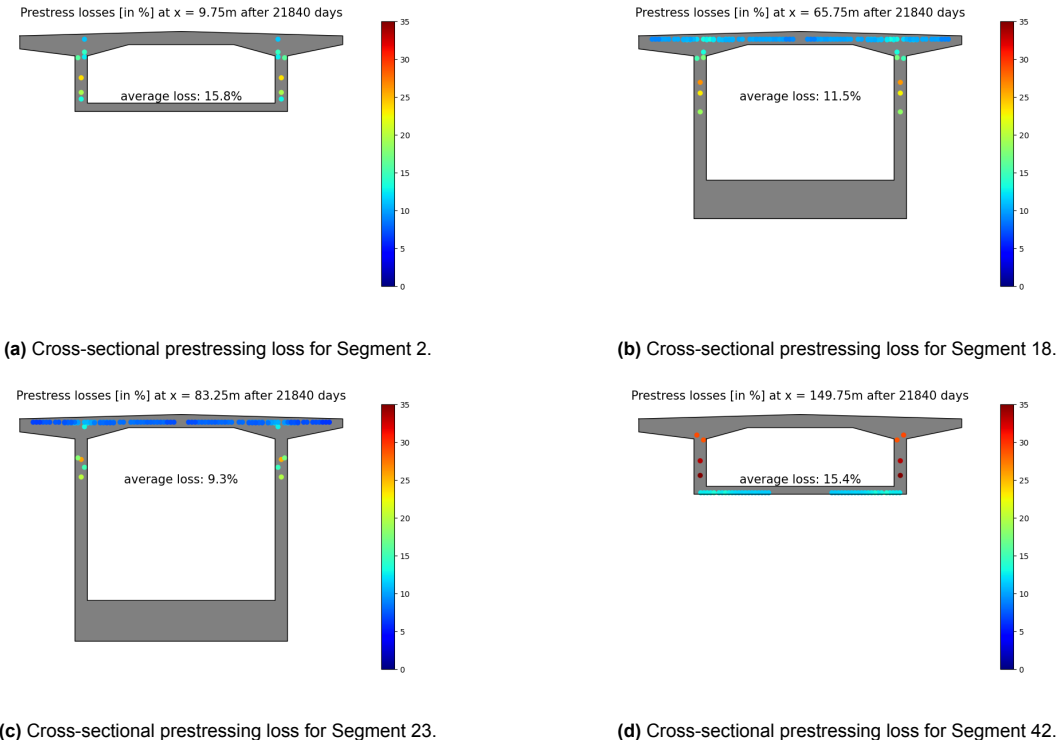 Prestress losses [in %] at x = 9.75m after 21840 days
average loss: 15.8%
35
30
25
20
15
10
5
0
(a) Cross-sectional prestressing loss for Segment 2.
Prestress losses [in %] at x = 65.75m after 21840 days
average loss: 11.5%
35
30
25
20
15
10
5
0
(b) Cross-sectional prestressing loss for Segment 18.
Prestress losses [in %] at x = 83.25m after 21840 days
average loss: 9.3%
35
30
25
20
15
10
5
0
(c) Cross-sectional prestressing loss for Segment 23.
Prestress losses [in %] at x = 149.75m after 21840 days
average loss: 15.4%
35
30
25
20
15
10
5
0
(d) Cross-sectional prestressing loss for Segment 42.